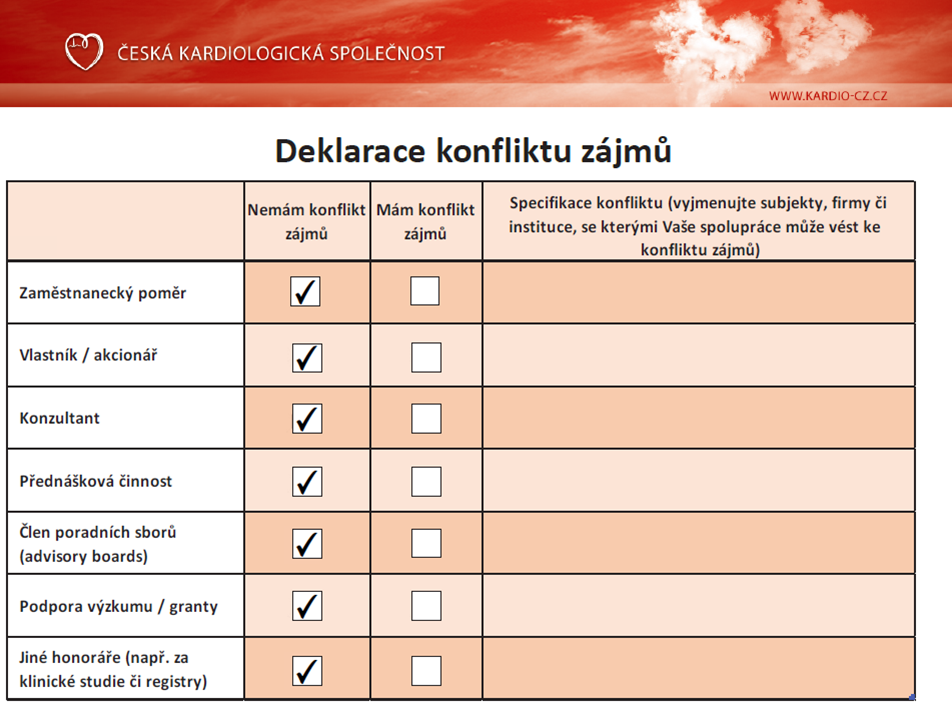 ČESKÁ KARDIOLOGICKÁ SPOLEČNOST
WWW.KARDIO-CZ.CZ
Deklarace konfliktu zájmů
Nemám konflikt
zájmů
Mám konflikt
zájmů
Specifikace konfliktu (vyjmenujte subjekty, firmy či
instituce, se kterými Vaše spolupráce může vést ke
konfliktu zájmů)
Zaměstnanecký poměr
Vlastník / akcionář
Konzultant
Přednášková činnost
Člen poradních sborů
(advisory boards)
Podpora výzkumu / granty
Jiné honoráře (např. za
klinické studie či registry)